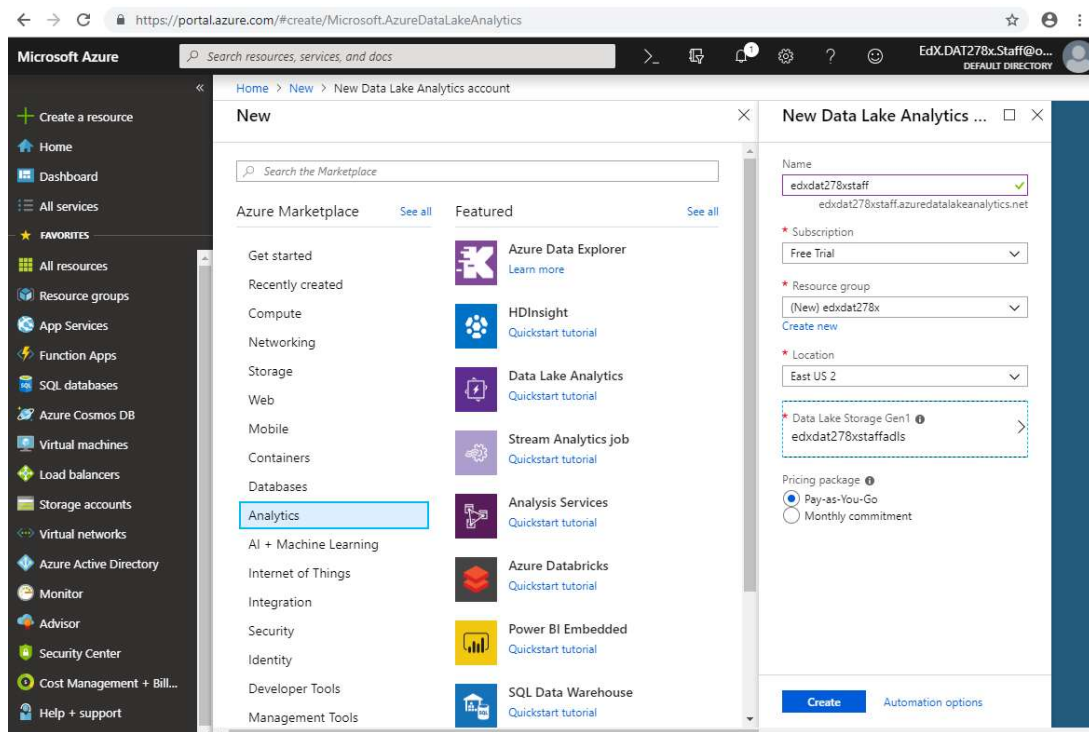 https://portal.azure.com/#create/Microsoft.AzureDataLakeAnalytics
Microsoft Azure
Search resources, services, and docs
1
EdX.DAT278x.Staff@o...
DEFAULT DIRECTORY
Create a resource
Home
Dashboard
All services
FAVORITES
All resources
Resource groups
App Services
Function Apps
SQL databases
Azure Cosmos DB
Virtual machines
Load balancers
Storage accounts
Virtual networks
Azure Active Directory
Monitor
Advisor
Security Center
Cost Management + Bill...
Help + support
Home > New > New Data Lake Analytics account
New
Search the Marketplace
Azure Marketplace See all
Get started
Recently created
Compute
Networking
Storage
Web
Mobile
Containers
Databases
Analytics
AI + Machine Learning
Internet of Things
Integration
Security
Identity
Developer Tools
Management Tools
Featured See all
Azure Data Explorer
Learn more
HDInsight
Quickstart tutorial
Data Lake Analytics
Quickstart tutorial
Stream Analytics job
Quickstart tutorial
Analysis Services
Quickstart tutorial
Azure Databricks
Quickstart tutorial
Power BI Embedded
Quickstart tutorial
SQL Data Warehouse
Quickstart tutorial
New Data Lake Analytics ...
Name
edxdat278xstaff
edxdat278xstaff.azuredatalakeanalytics.net
* Subscription
Free Trial
* Resource group
(New) edxdat278x
Create new
* Location
East US 2
* Data Lake Storage Gen1
edxdat278xstaffadls
Pricing package
Pay-as-You-Go
Monthly commitment
Create Automation options